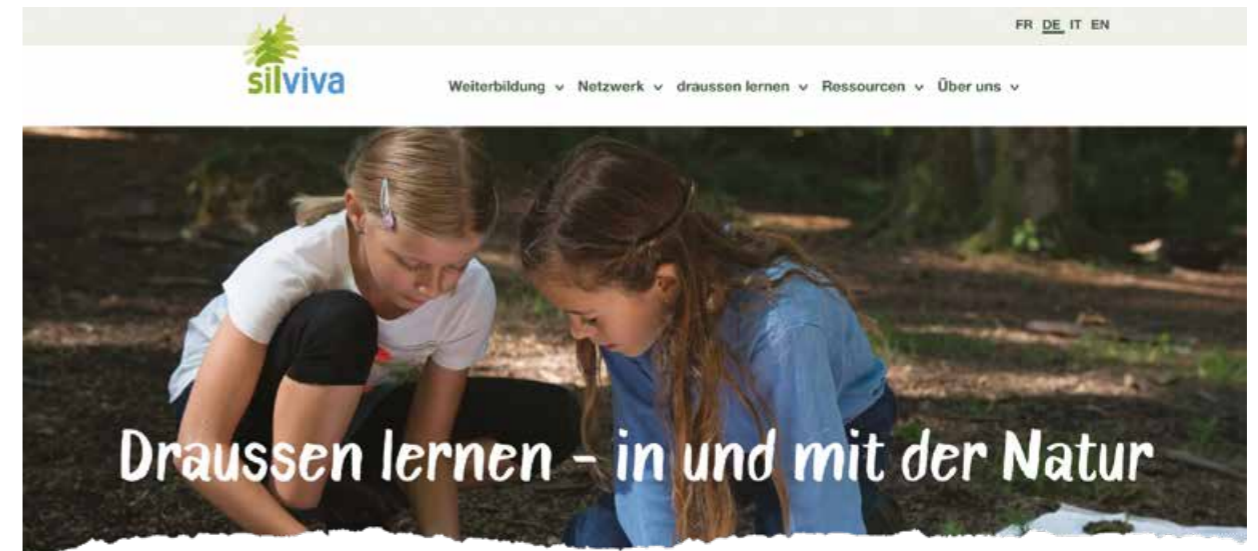 FR DE IT EN
silviva
Weiterbildung Netzwerk draussen lernen Ressourcen Über uns
Draussen lernen – in und mit der Natur